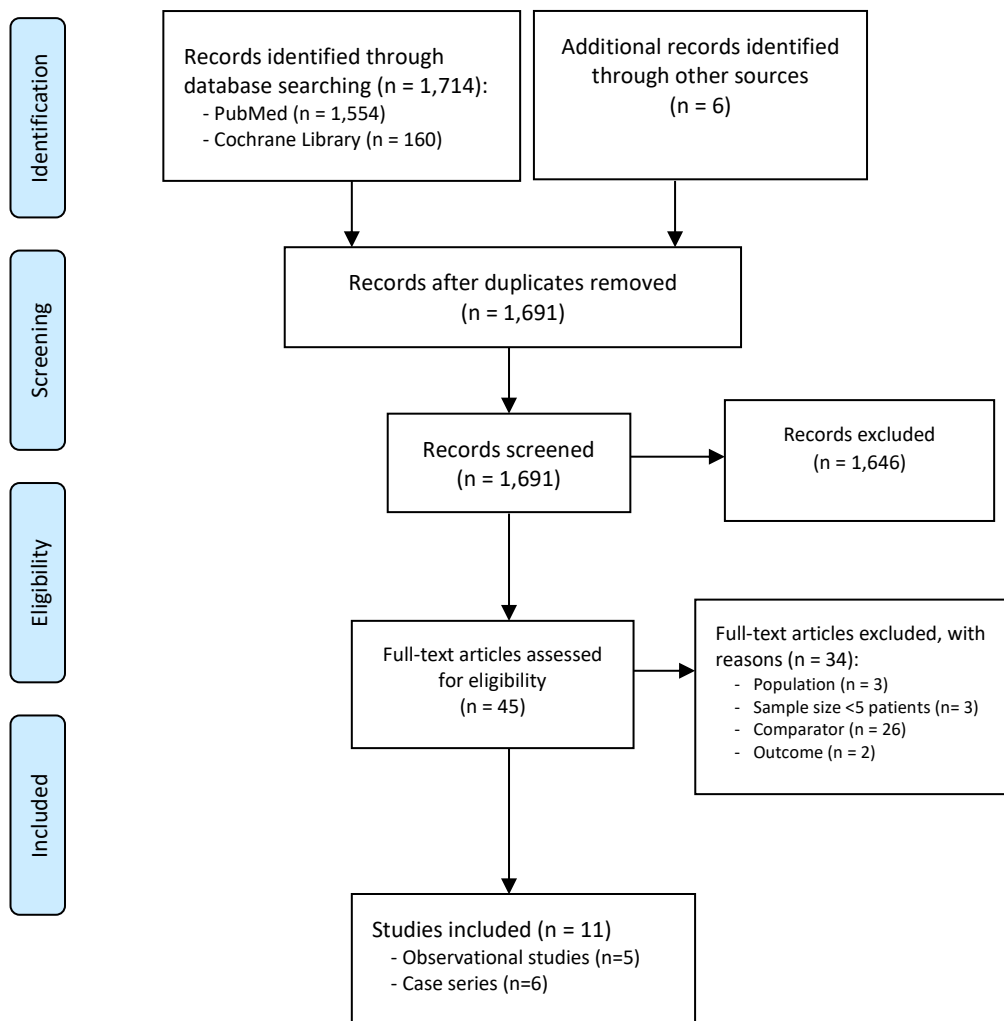 Identification
Records identified through
database searching (n = 1,714):
- PubMed (n = 1,554)
- Cochrane Library (n = 160)
Additional records identified
through other sources
(n = 6)
Screening
Records after duplicates removed
(n = 1,691)
Records screened
(n = 1,691)
Records excluded
(n = 1,646)
Eligibility
Full-text articles assessed
for eligibility
(n = 45)
Full-text articles excluded, with
reasons (n = 34):
- Population (n = 3)
- Sample size <5 patients (n= 3)
- Comparator (n = 26)
- Outcome (n = 2)
Included
Studies included (n = 11)
- Observational studies (n=5)
- Case series (n=6)